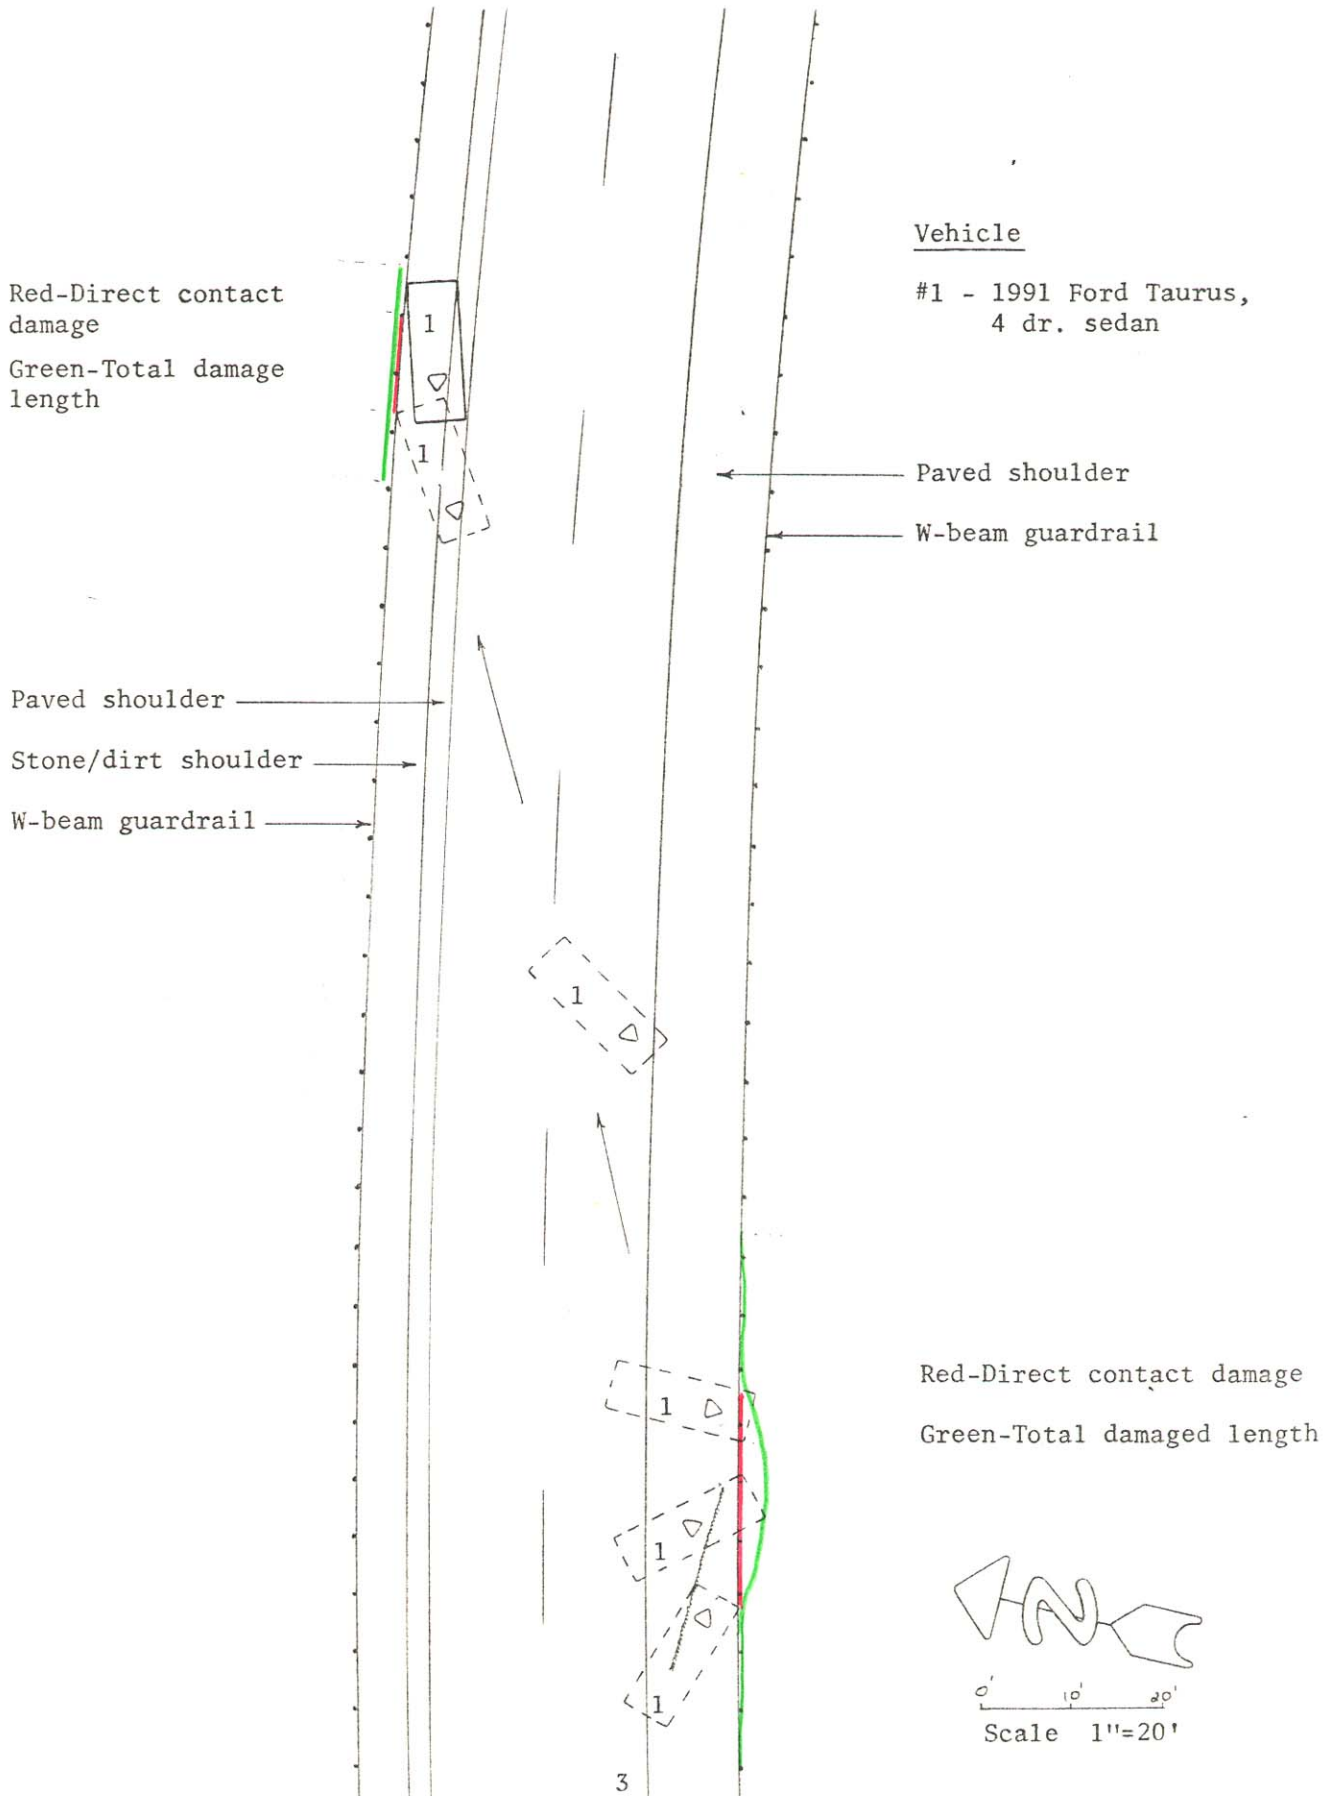 Vehicle
#1 - 1991 Ford Taurus,
4 dr. sedan
Red-Direct contact
damage
Green-Total damage
length
1
1
Paved shoulder
W-beam guardrail
Paved shoulder
Stone/dirt shoulder
W-beam guardrail
1
Red-Direct contact damage
Green-Total damaged length
1
1
1
N
0' 10' 20'
Scale 1"=20'
3